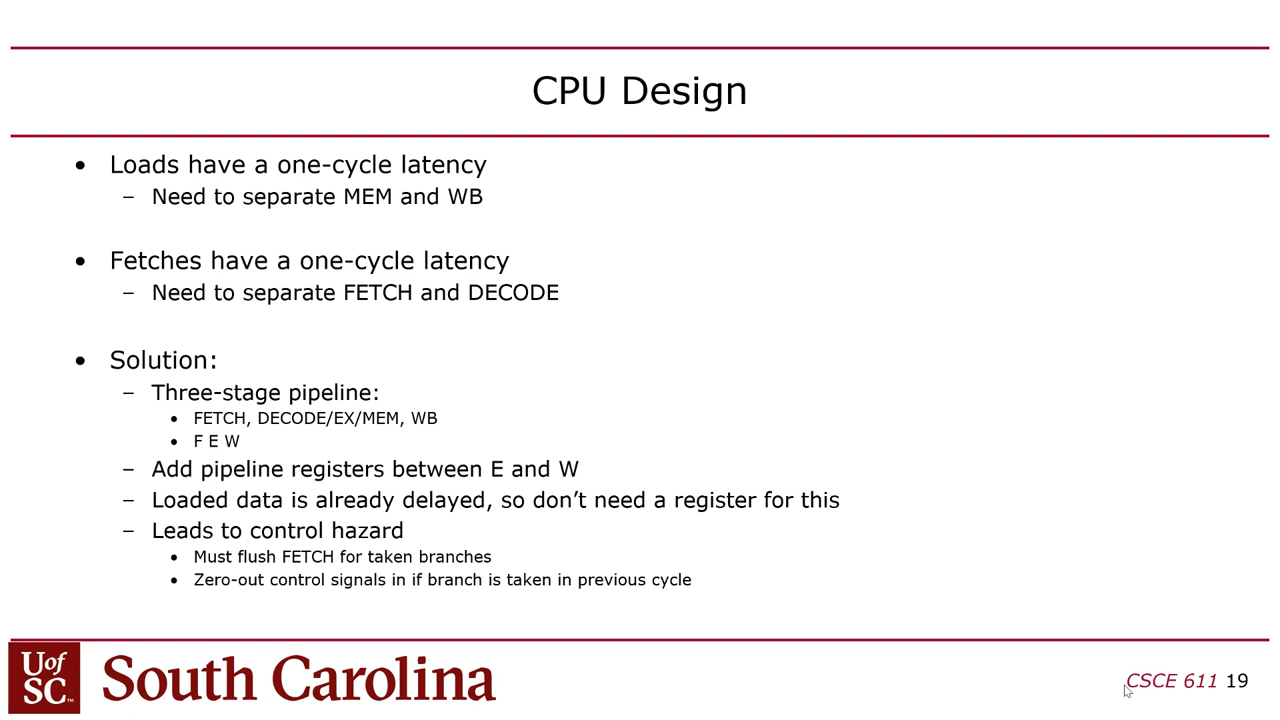 CPU Design
• Loads have a one-cycle latency
– Need to separate MEM and WB
• Fetches have a one-cycle latency
– Need to separate FETCH and DECODE
• Solution:
– Three-stage pipeline:
• FETCH, DECODE/EX/MEM, WB
• F E W
– Add pipeline registers between E and W
– Loaded data is already delayed, so don’t need a register for this
– Leads to control hazard
• Must flush FETCH for taken branches
• Zero-out control signals in if branch is taken in previous cycle
UofSC™ South Carolina
CSCE 611 19